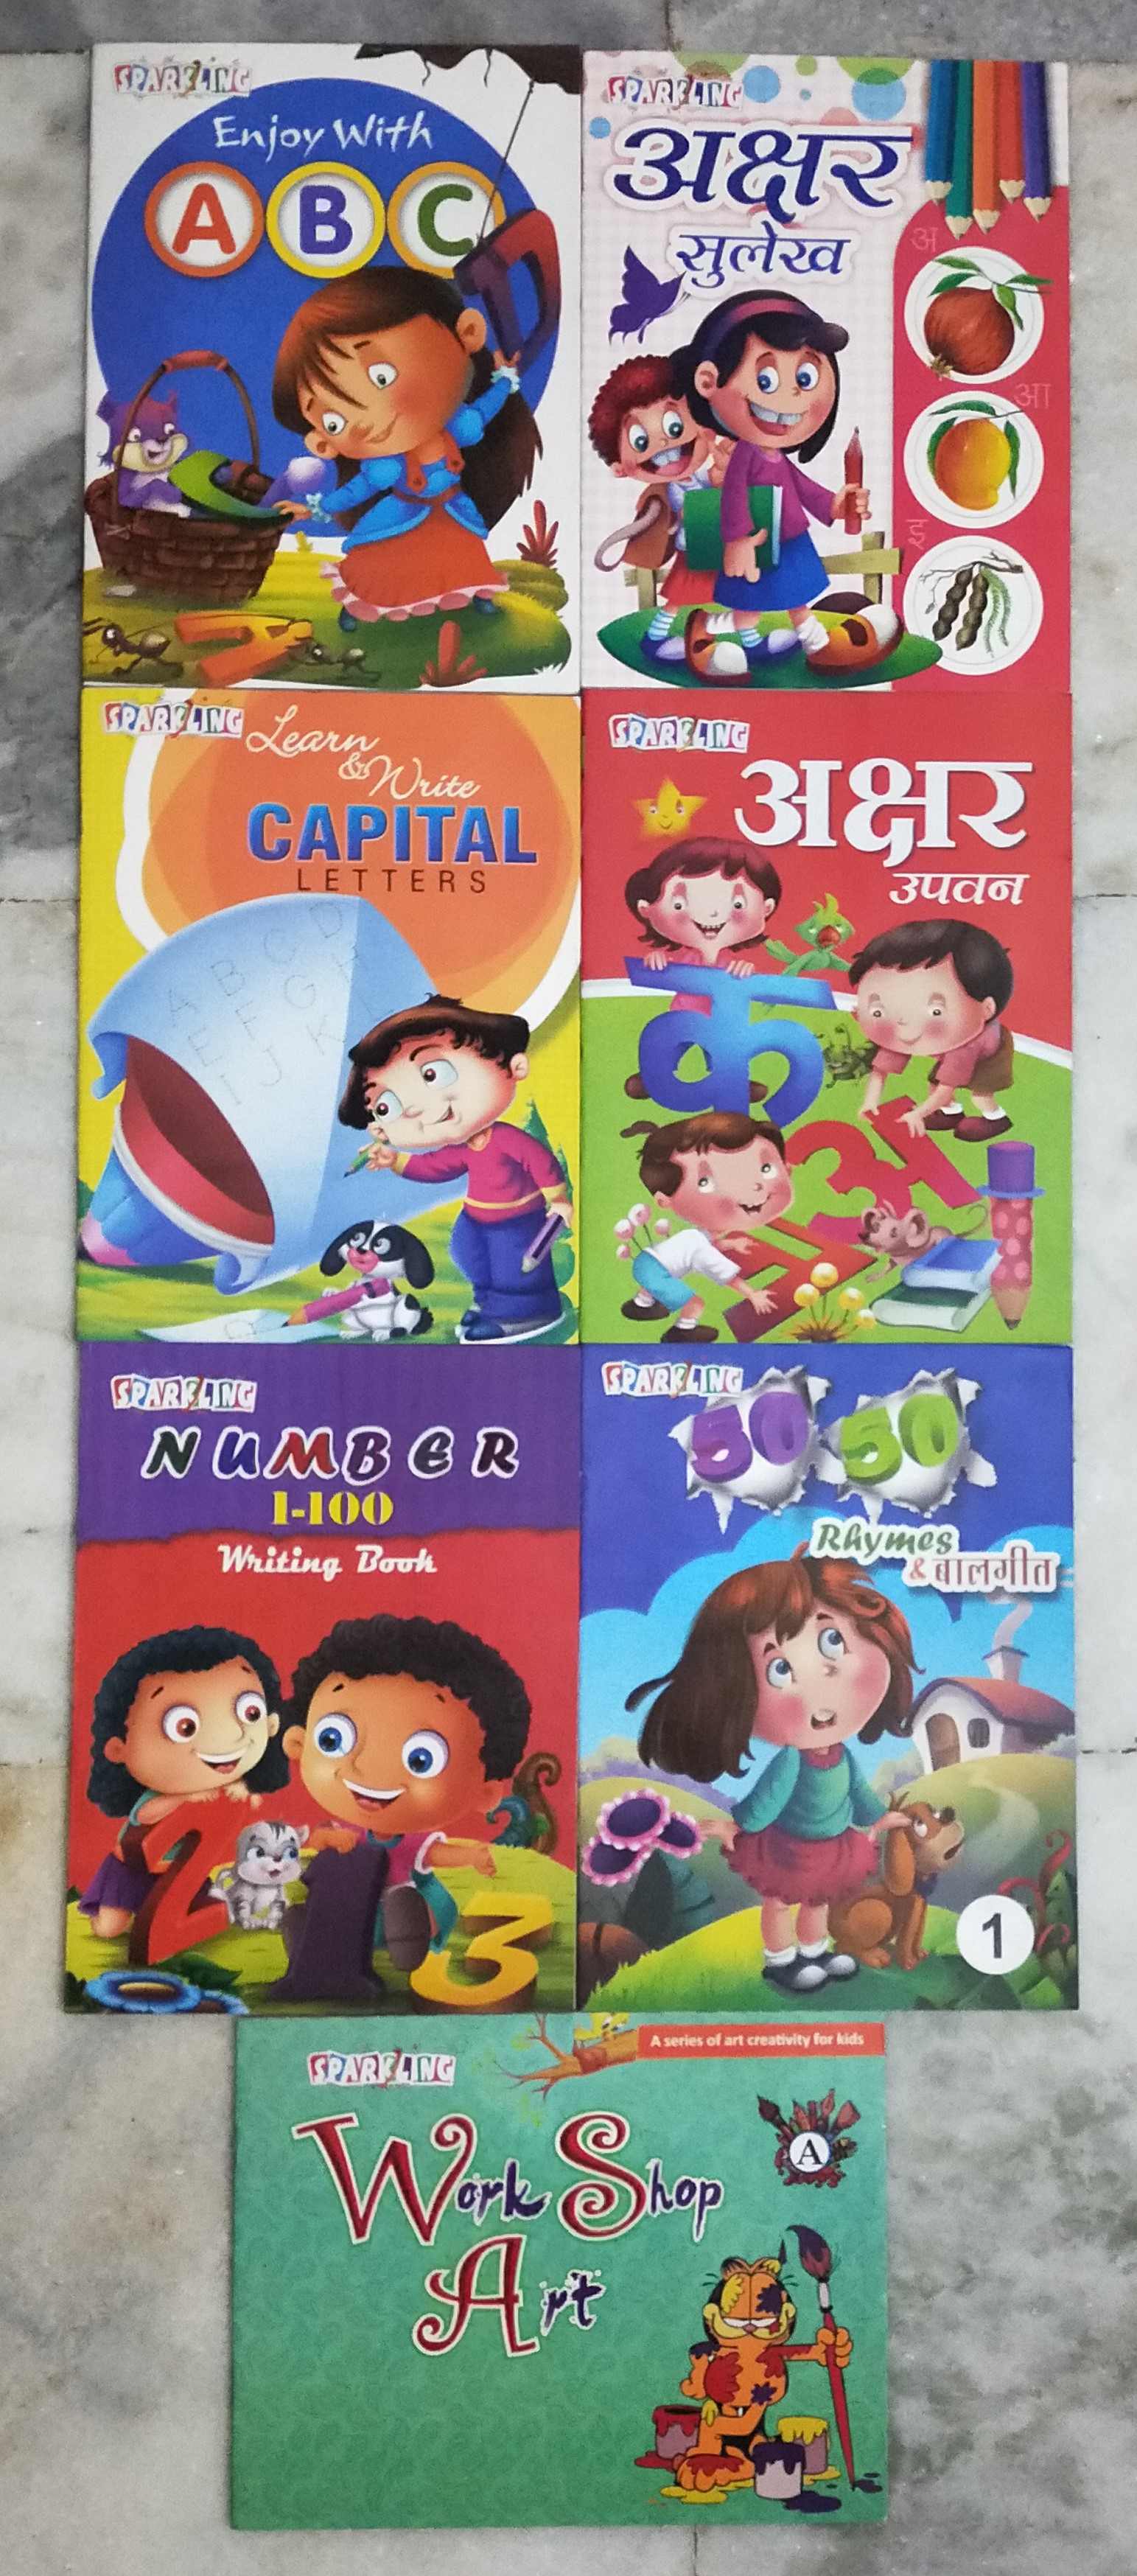 SPARKLING
Enjoy With
A B C
D
SPARKLING
अक्षर
सुलेख
अ
आ
इ
SPARKLING
Learn
& Write
CAPITAL
LETTERS
A B C D
E F G H
I J K L
SPARKLING
अक्षर
उपवन
क
अ
SPARKLING
NUMBER
1-100
Writing Book
2 1 3
SPARKLING
50 50
Rhymes
& बालगीत
1
A series of art creativity for kids
SPARKLING
Work Shop
A
Art